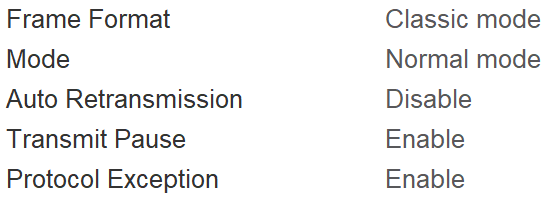 Frame Format Classic mode
Mode Normal mode
Auto Retransmission Disable
Transmit Pause Enable
Protocol Exception Enable